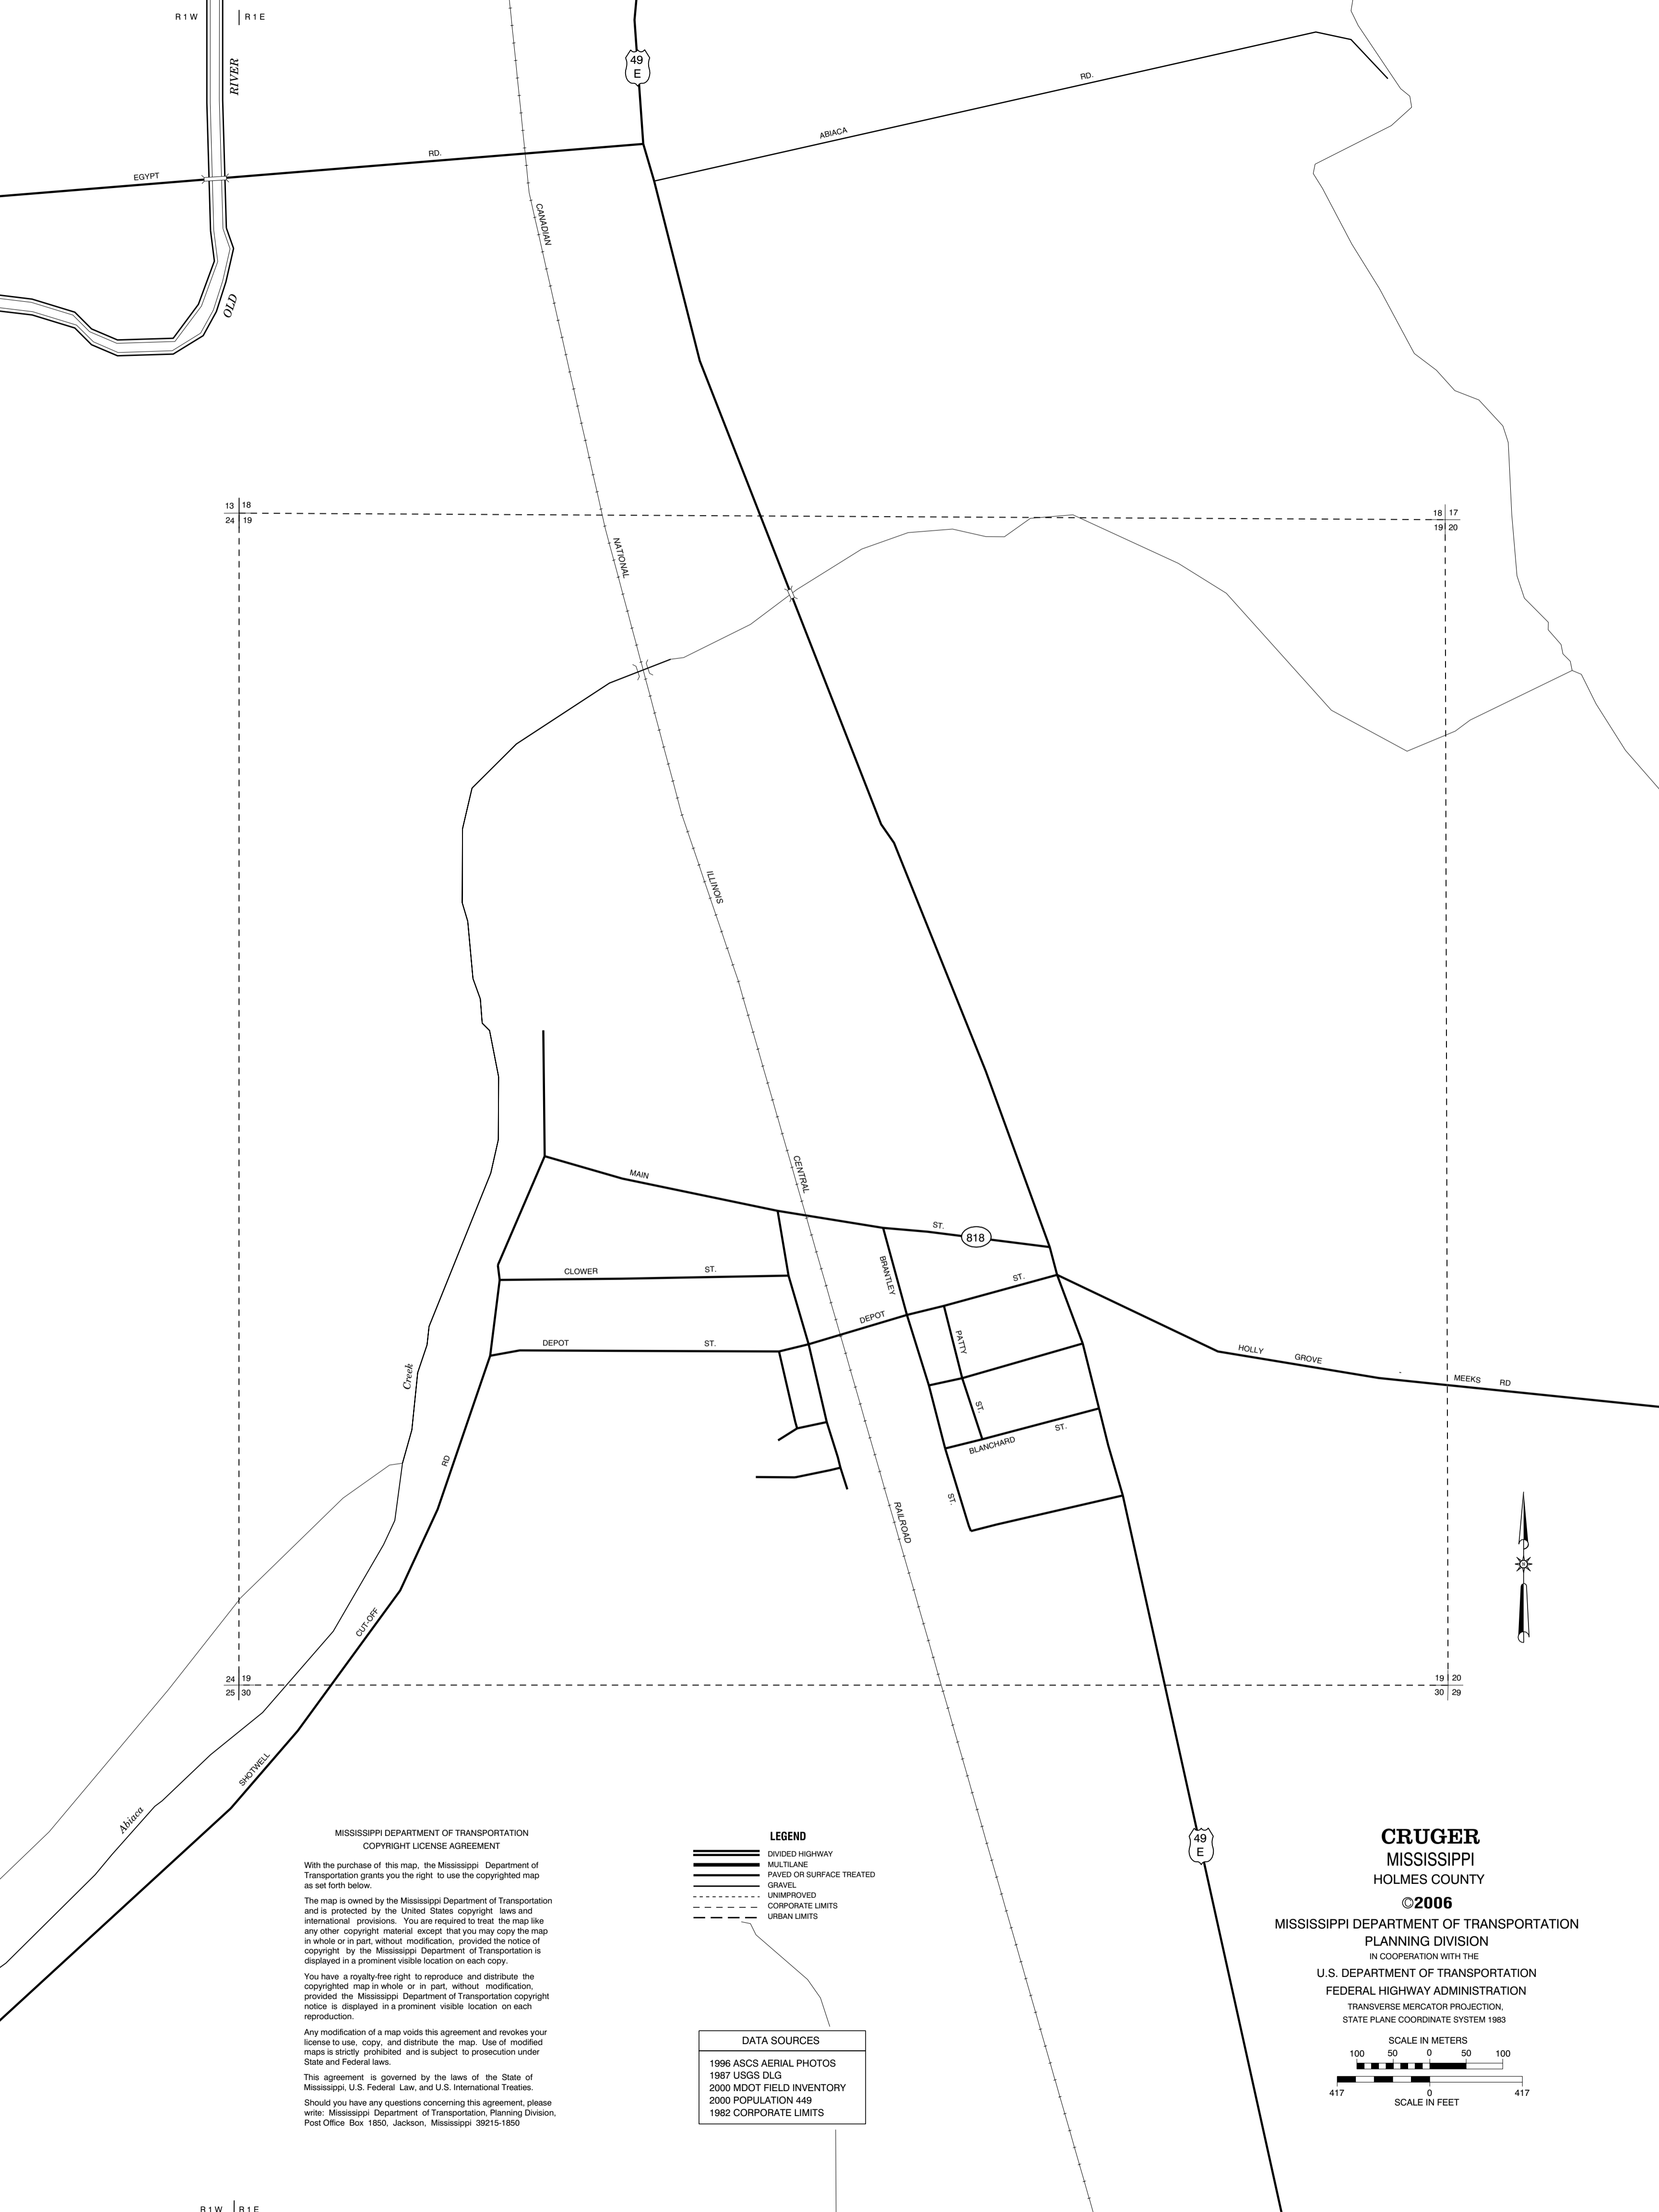 R 1 W | R 1 E
RIVER
49
E
RD.
ABIACA
RD.
EGYPT
CANADIAN
OLD
13 | 18
24 | 19
18 | 17
19 | 20
NATIONAL
ILLINOIS
CENTRAL
MAIN
ST.
818
BRANTLEY
CLOWER ST.
ST.
DEPOT
PATTY
DEPOT ST.
HOLLY GROVE - MEEKS RD
Creek
ST.
BLANCHARD ST.
RD
ST.
RAILROAD
CUT-OFF
24 | 19
25 | 30
19 | 20
30 | 29
SHOTWELL
Abiaca
49
E
MISSISSIPPI DEPARTMENT OF TRANSPORTATION
COPYRIGHT LICENSE AGREEMENT
With the purchase of this map, the Mississippi Department of
Transportation grants you the right to use the copyrighted map
as set forth below.
The map is owned by the Mississippi Department of Transportation
and is protected by the United States copyright laws and
international provisions. You are required to treat the map like
any other copyright material except that you may copy the map
in whole or in part, without modification, provided the notice of
copyright by the Mississippi Department of Transportation is
displayed in a prominent visible location on each copy.
You have a royalty-free right to reproduce and distribute the
copyrighted map in whole or in part, without modification,
provided the Mississippi Department of Transportation copyright
notice is displayed in a prominent visible location on each
reproduction.
Any modification of a map voids this agreement and revokes your
license to use, copy, and distribute the map. Use of modified
maps is strictly prohibited and is subject to prosecution under
State and Federal laws.
This agreement is governed by the laws of the State of
Mississippi, U.S. Federal Law, and U.S. International Treaties.
Should you have any questions concerning this agreement, please
write: Mississippi Department of Transportation, Planning Division,
Post Office Box 1850, Jackson, Mississippi 39215-1850
LEGEND
DIVIDED HIGHWAY
MULTILANE
PAVED OR SURFACE TREATED
GRAVEL
UNIMPROVED
CORPORATE LIMITS
URBAN LIMITS
DATA SOURCES
1996 ASCS AERIAL PHOTOS
1987 USGS DLG
2000 MDOT FIELD INVENTORY
2000 POPULATION 449
1982 CORPORATE LIMITS
CRUGER
MISSISSIPPI
HOLMES COUNTY
©2006
MISSISSIPPI DEPARTMENT OF TRANSPORTATION
PLANNING DIVISION
IN COOPERATION WITH THE
U.S. DEPARTMENT OF TRANSPORTATION
FEDERAL HIGHWAY ADMINISTRATION
TRANSVERSE MERCATOR PROJECTION,
STATE PLANE COORDINATE SYSTEM 1983
SCALE IN METERS
100 50 0 50 100
417 0 417
SCALE IN FEET
R 1 W | R 1 E